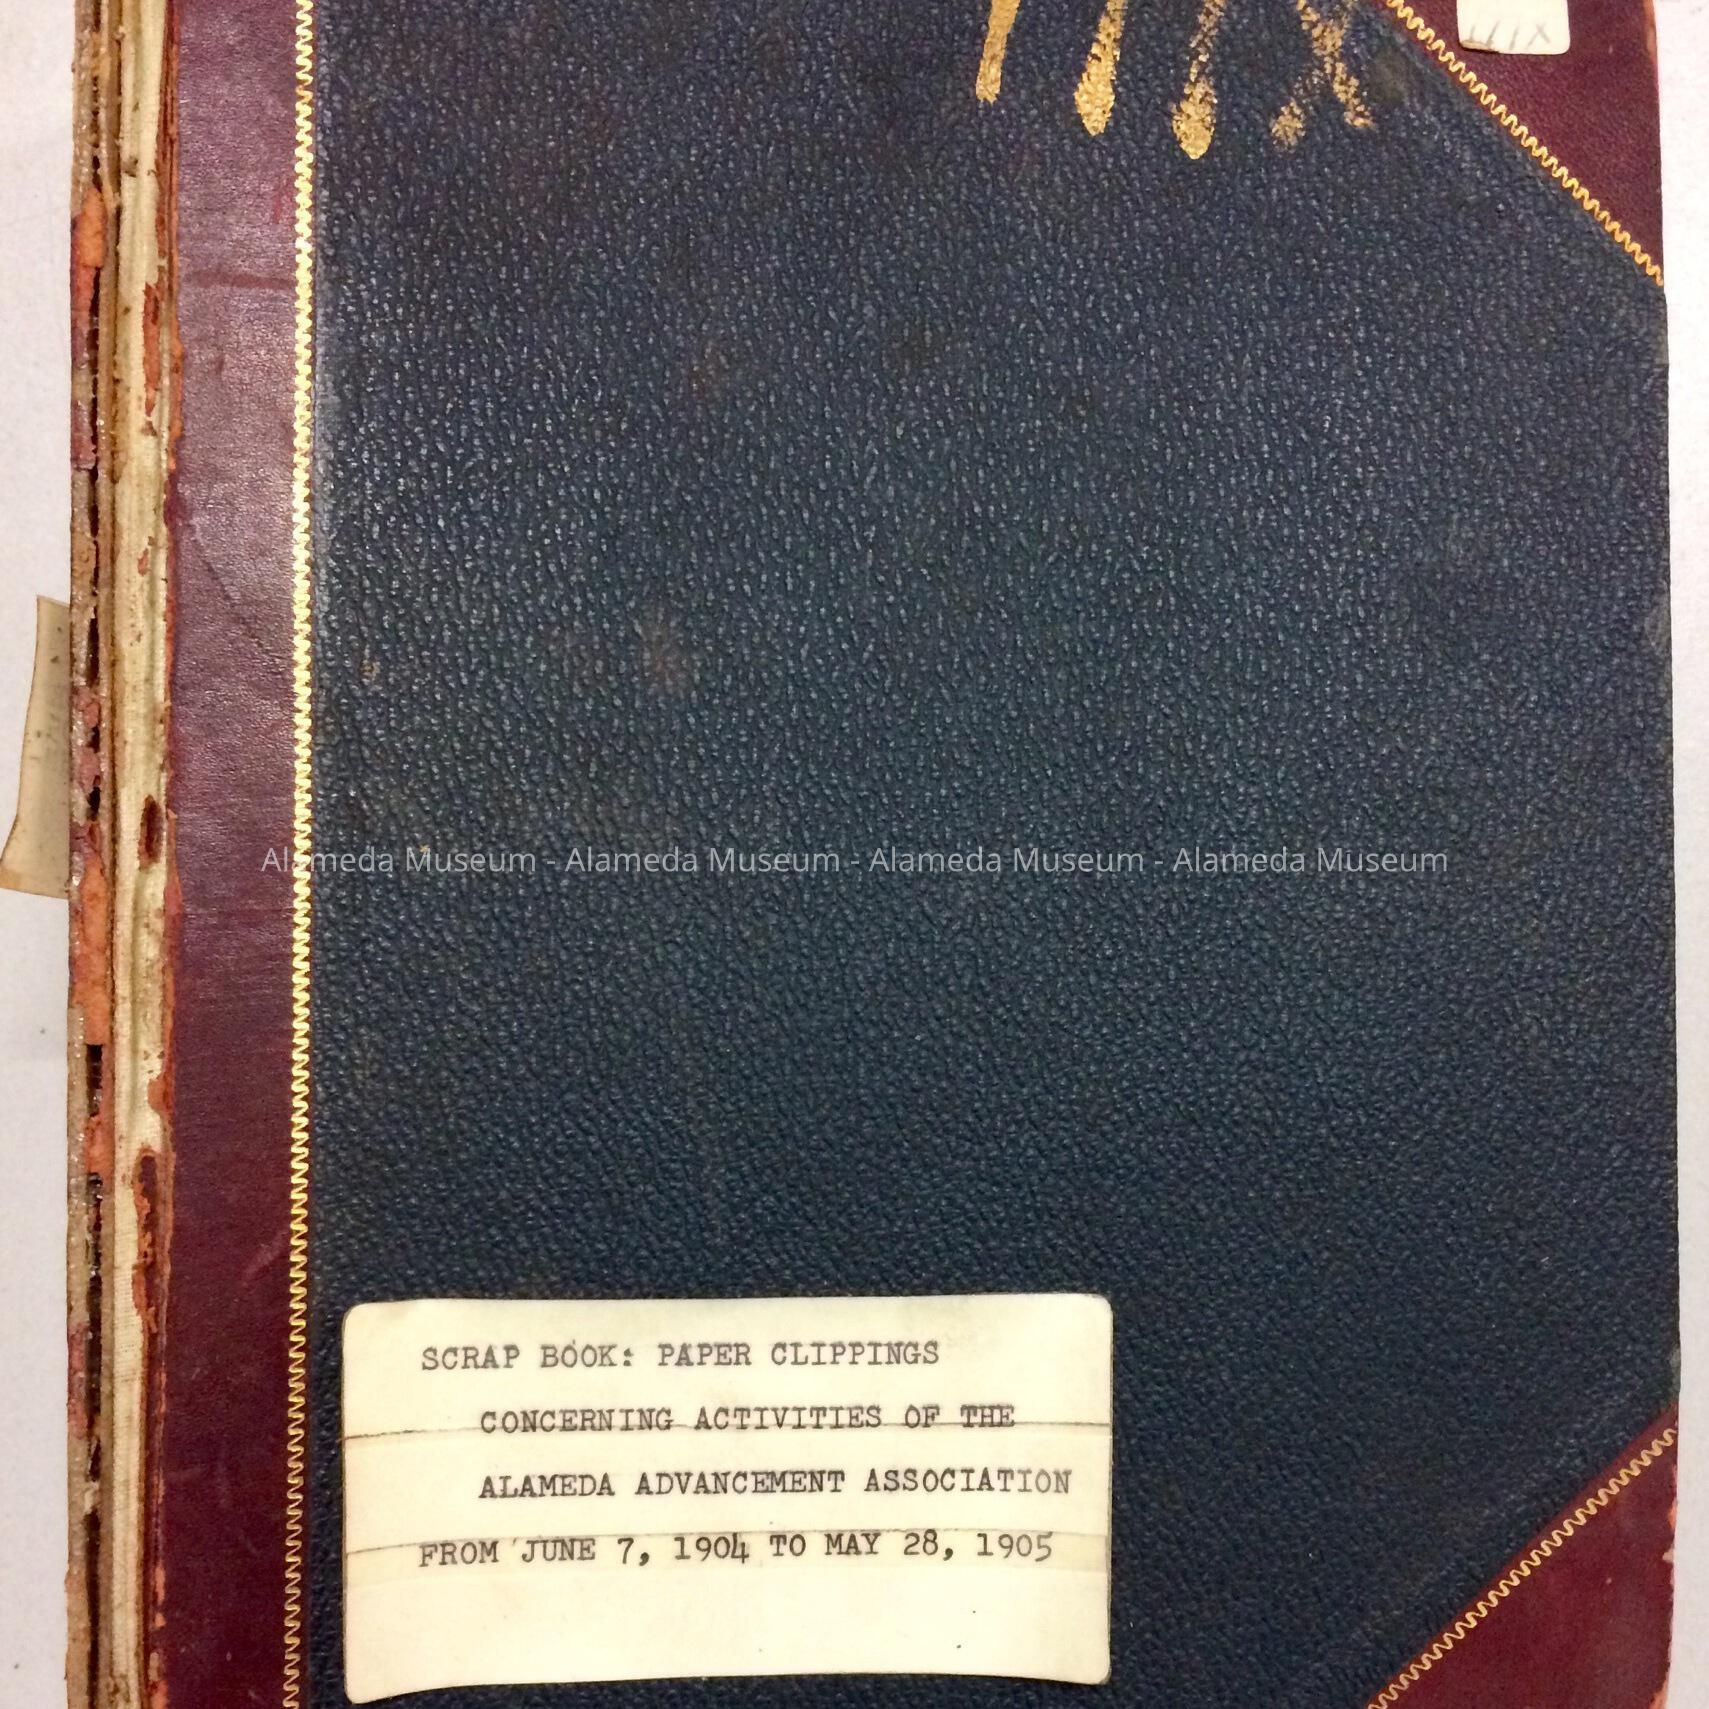 Alameda Museum - Alameda Museum - Alameda Museum - Alameda Museum
SCRAP BOOK: PAPER CLIPPINGS
CONCERNING ACTIVITIES OF THE
ALAMEDA ADVANCEMENT ASSOCIATION
FROM JUNE 7, 1904 TO MAY 28, 1905